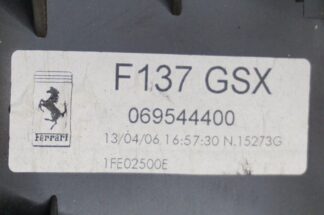 F137 GSX
069544400
Ferrari
13/04/06 16:57:30 N.15273G
1FE02500E